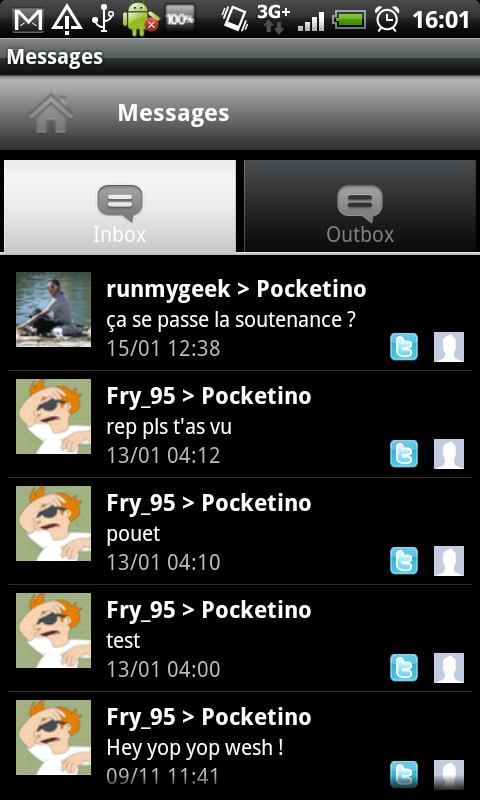 100%
3G+
16:01
Messages
Messages
Inbox
Outbox
runmygeek > Pocketino
ça se passe la soutenance ?
15/01 12:38
Fry_95 > Pocketino
rep pls t'as vu
13/01 04:12
Fry_95 > Pocketino
pouet
13/01 04:10
Fry_95 > Pocketino
test
13/01 04:00
Fry_95 > Pocketino
Hey yop yop wesh !
09/11 11:41